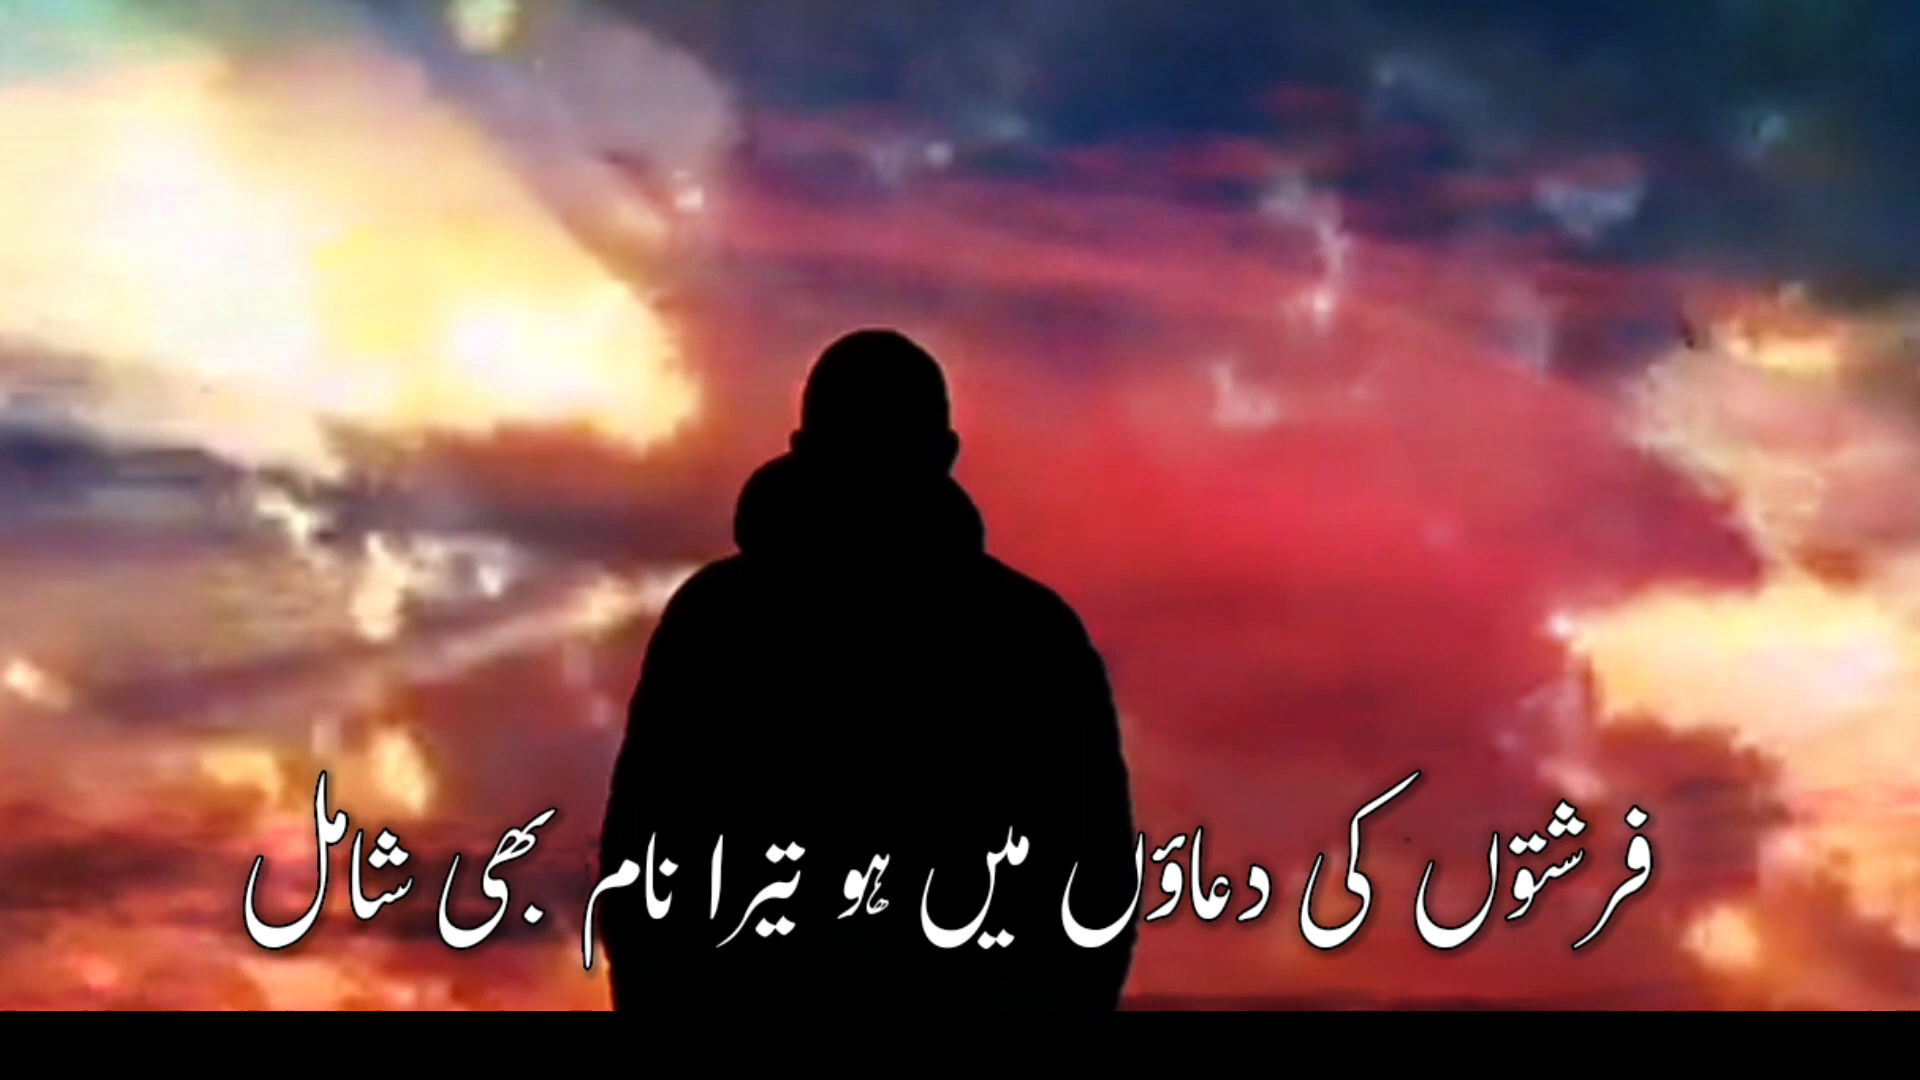 فرشتوں کی دعاؤں میں ہو تیرا نام بھی شامل